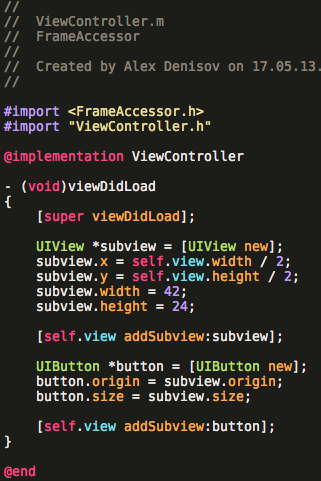 //
//  ViewController.m
//  FrameAccessor
//
//  Created by Alex Denisov on 17.05.13.
//

#import <FrameAccessor.h>
#import "ViewController.h"

@implementation ViewController

- (void)viewDidLoad
{
    [super viewDidLoad];

    UIView *subview = [UIView new];
    subview.x = self.view.width / 2;
    subview.y = self.view.height / 2;
    subview.width = 42;
    subview.height = 24;

    [self.view addSubview:subview];

    UIButton *button = [UIButton new];
    button.origin = subview.origin;
    button.size = subview.size;

    [self.view addSubview:button];
}

@end